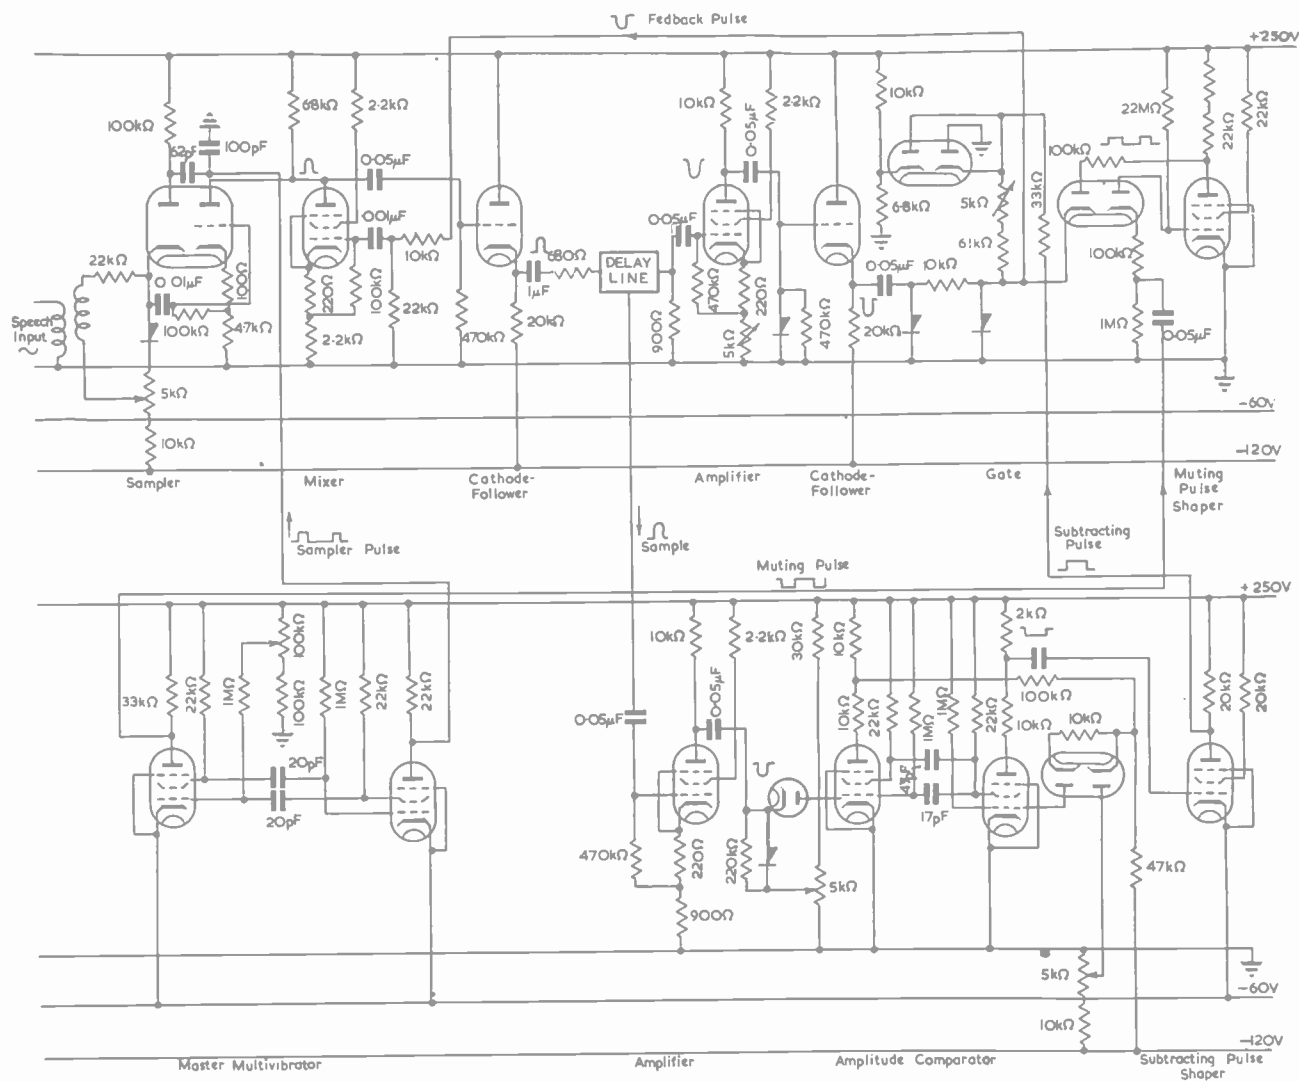 Fedback Pulse
+250V
100kΩ
62pF
100pF
68kΩ
2·2kΩ
0·05µF
0·01µF
10kΩ
10kΩ
0·05µF
2·2kΩ
10kΩ
22MΩ
22kΩ
22kΩ
100kΩ
22kΩ
0·01µF
100Ω
100kΩ
47kΩ
220Ω
100kΩ
22kΩ
2·2kΩ
470kΩ
680Ω
1µF
20kΩ
DELAY
LINE
0·05µF
900Ω
470kΩ
220Ω
5kΩ
470kΩ
6·8kΩ
5kΩ
33kΩ
0·05µF
10kΩ
20kΩ
100kΩ
1MΩ
0·05µF
Speech
Input
5kΩ
10kΩ
-60V
-120V
Sampler
Mixer
Cathode-
Follower
Amplifier
Cathode-
Follower
Gate
Muting
Pulse
Shaper
Sampler Pulse
Sample
Muting Pulse
Subtracting
Pulse
+250V
33kΩ
22kΩ
1MΩ
100kΩ
100kΩ
1MΩ
22kΩ
22kΩ
20pF
20pF
0·05µF
10kΩ
2·2kΩ
0·05µF
30kΩ
10kΩ
10kΩ
22kΩ
1MΩ
1MΩ
22kΩ
2kΩ
100kΩ
10kΩ
10kΩ
20kΩ
20kΩ
17pF
470kΩ
220Ω
220kΩ
5kΩ
47kΩ
900Ω
5kΩ
10kΩ
-60V
-120V
Master Multivibrator
Amplifier
Amplitude Comparator
Subtracting Pulse
Shaper